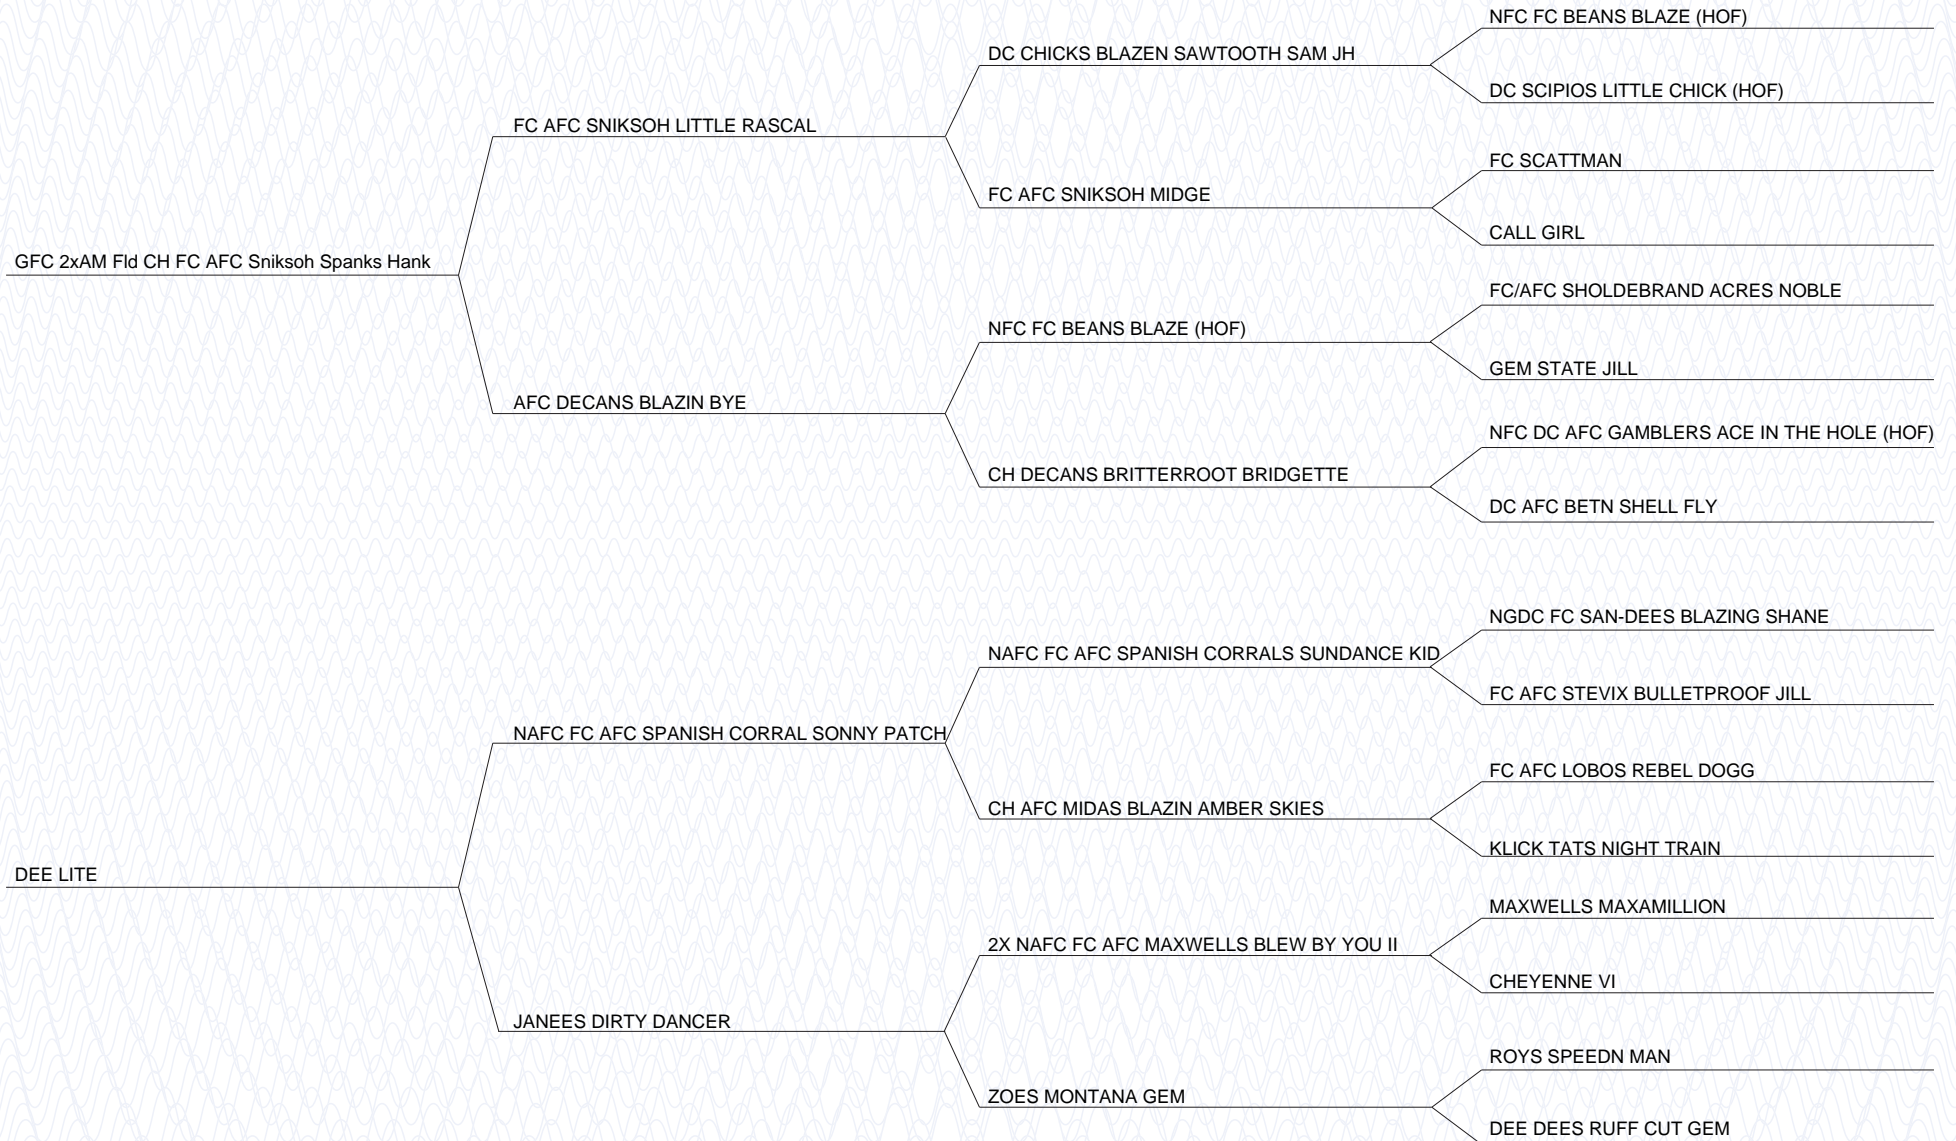 NFC FC BEANS BLAZE (HOF)
DC CHICKS BLAZEN SAWTOOTH SAM JH
DC SCIPIOS LITTLE CHICK (HOF)
FC AFC SNIKSOH LITTLE RASCAL
FC SCATTMAN
FC AFC SNIKSOH MIDGE
CALL GIRL
GFC 2xAM Fld CH FC AFC Sniksoh Spanks Hank
FC/AFC SHOLDEBRAND ACRES NOBLE
NFC FC BEANS BLAZE (HOF)
GEM STATE JILL
AFC DECANS BLAZIN BYE
NFC DC AFC GAMBLERS ACE IN THE HOLE (HOF)
CH DECANS BRITTERROOT BRIDGETTE
DC AFC BETN SHELL FLY
NGDC FC SAN-DEES BLAZING SHANE
NAFC FC AFC SPANISH CORRALS SUNDANCE KID
FC AFC STEVIX BULLETPROOF JILL
NAFC FC AFC SPANISH CORRAL SONNY PATCH
FC AFC LOBOS REBEL DOGG
CH AFC MIDAS BLAZIN AMBER SKIES
KLICK TATS NIGHT TRAIN
DEE LITE
MAXWELLS MAXAMILLION
2X NAFC FC AFC MAXWELLS BLEW BY YOU II
CHEYENNE VI
JANEES DIRTY DANCER
ROYS SPEEDN MAN
ZOES MONTANA GEM
DEE DEES RUFF CUT GEM